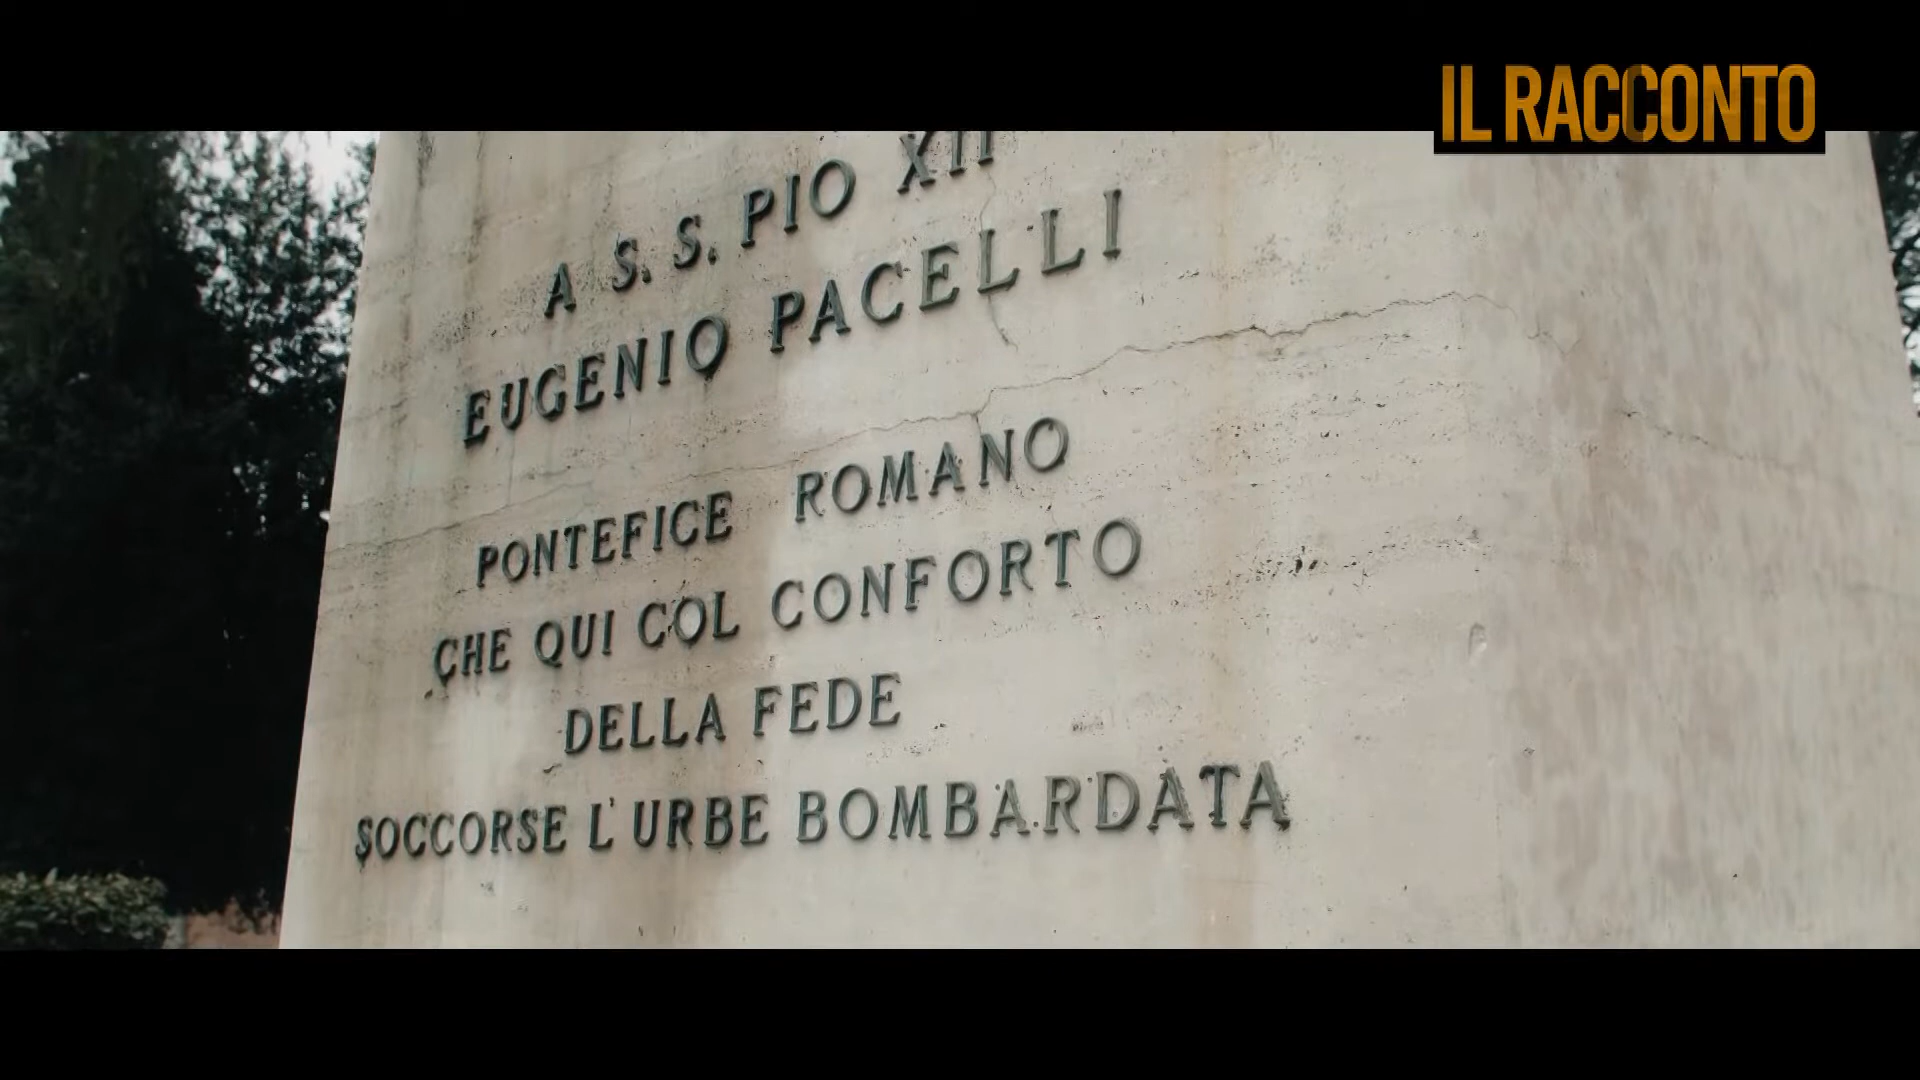 IL RACCONTO
A S. S. PIO XII
EUGENIO PACELLI
PONTEFICE ROMANO
CHE QUI COL CONFORTO
DELLA FEDE
SOCCORSE L'URBE BOMBARDATA